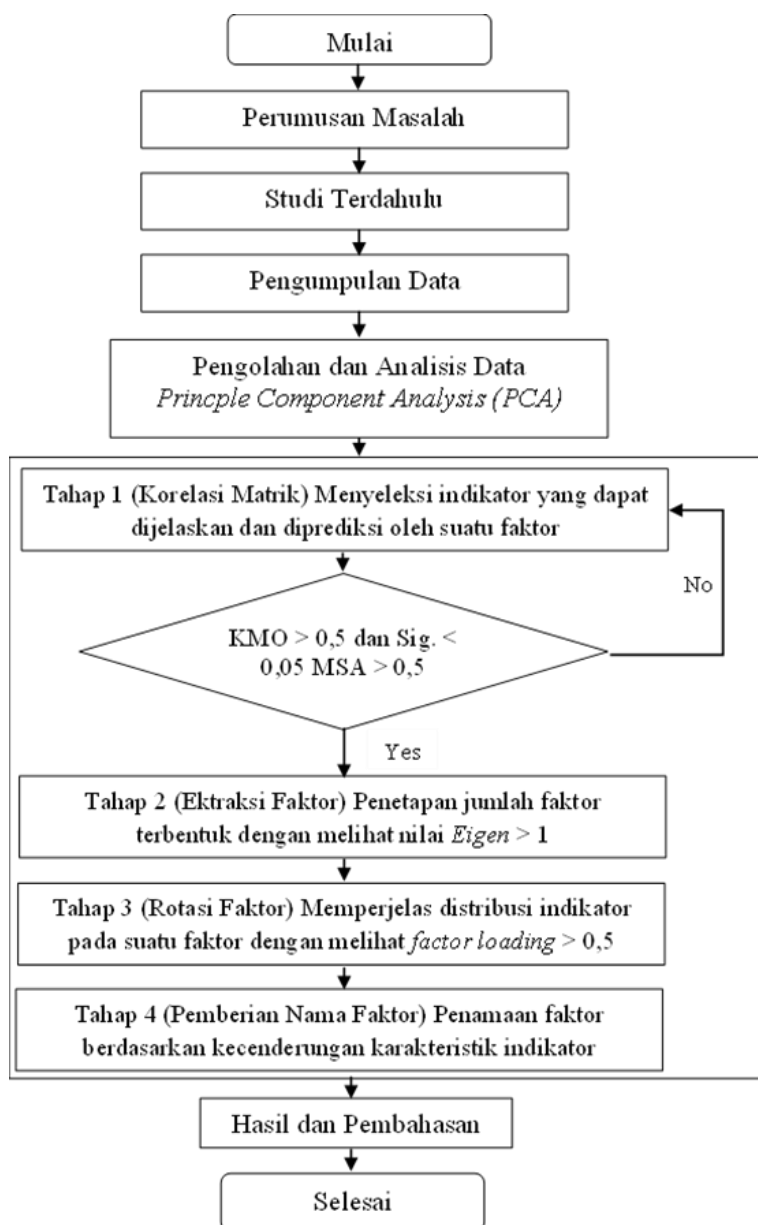 Mulai
Perumusan Masalah
Studi Terdahulu
Pengumpulan Data
Pengolahan dan Analisis Data
Princple Component Analysis (PCA)
Tahap 1 (Korelasi Matrik) Menyeleksi indikator yang dapat
dijelaskan dan diprediksi oleh suatu faktor
No
KMO > 0,5 dan Sig. <
0,05 MSA > 0,5
Yes
Tahap 2 (Ektraksi Faktor) Penetapan jumlah faktor
terbentuk dengan melihat nilai Eigen > 1
Tahap 3 (Rotasi Faktor) Memperjelas distribusi indikator
pada suatu faktor dengan melihat factor loading > 0,5
Tahap 4 (Pemberian Nama Faktor) Penamaan faktor
berdasarkan kecenderungan karakteristik indikator
Hasil dan Pembahasan
Selesai